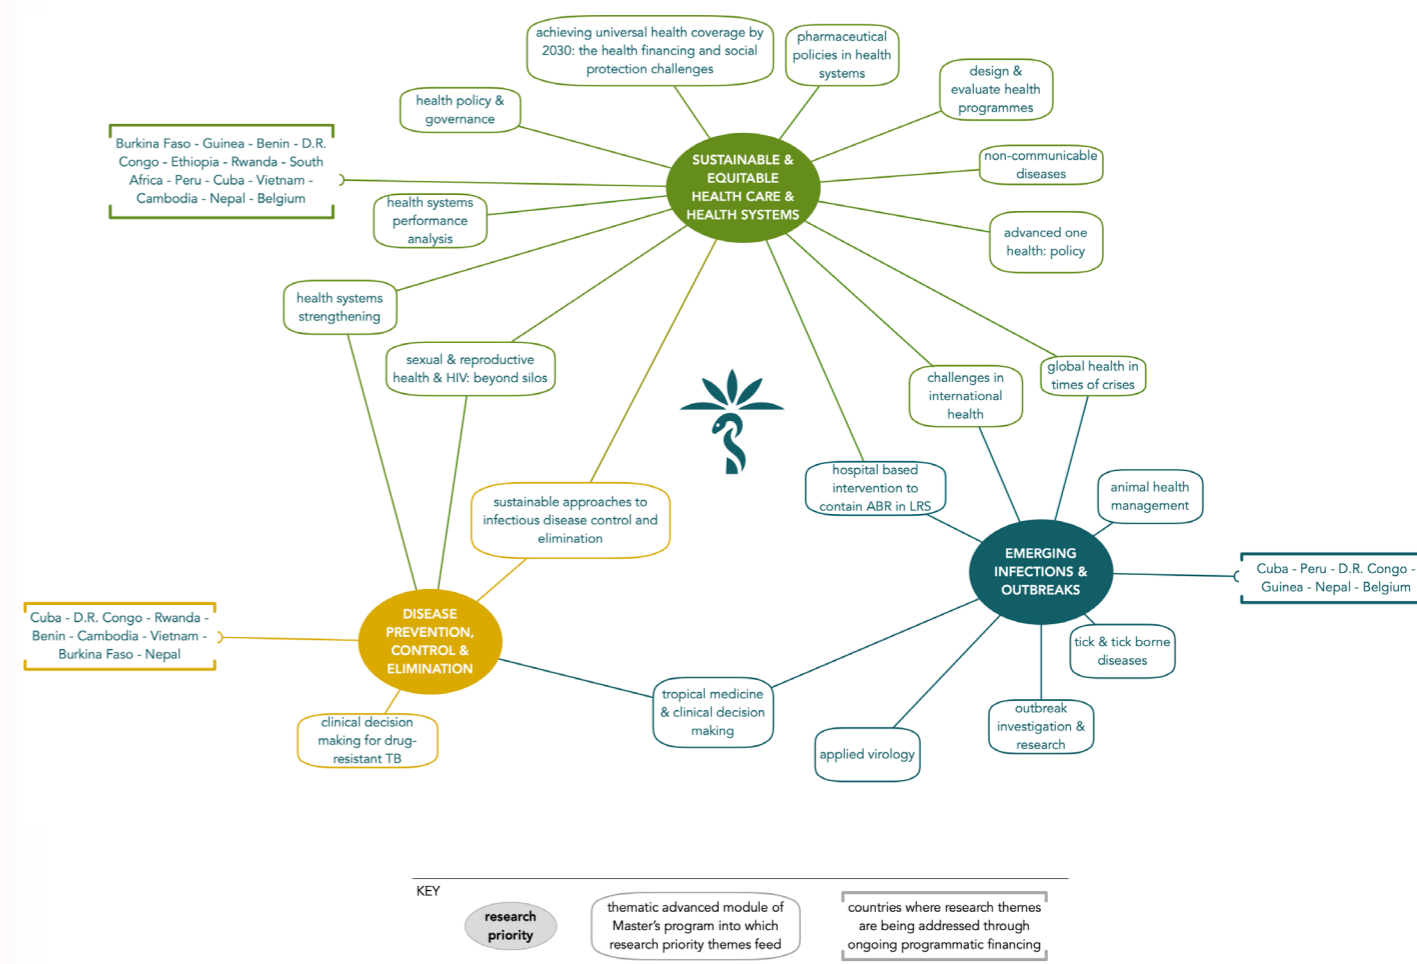 achieving universal health coverage by
2030: the health financing and social
protection challenges
pharmaceutical
policies in health
systems
design &
evaluate health
programmes
health policy &
governance
Burkina Faso - Guinea - Benin - D.R.
Congo - Ethiopia - Rwanda - South
Africa - Peru - Cuba - Vietnam -
Cambodia - Nepal - Belgium
SUSTAINABLE &
EQUITABLE
HEALTH CARE &
HEALTH SYSTEMS
non-communicable
diseases
health systems
performance
analysis
advanced one
health: policy
health systems
strengthening
sexual & reproductive
health & HIV: beyond silos
challenges in
international
health
global health in
times of crises
hospital based
intervention to
contain ABR in LRS
animal health
management
sustainable approaches to
infectious disease control and
elimination
EMERGING
INFECTIONS &
OUTBREAKS
Cuba - Peru - D.R. Congo -
Guinea - Nepal - Belgium
Cuba - D.R. Congo - Rwanda -
Benin - Cambodia - Vietnam -
Burkina Faso - Nepal
DISEASE
PREVENTION,
CONTROL &
ELIMINATION
tick & tick borne
diseases
tropical medicine
& clinical decision
making
clinical decision
making for drug-
resistant TB
applied virology
outbreak
investigation &
research
KEY
research
priority
thematic advanced module of
Master's program into which
research priority themes feed
countries where research themes
are being addressed through
ongoing programmatic financing